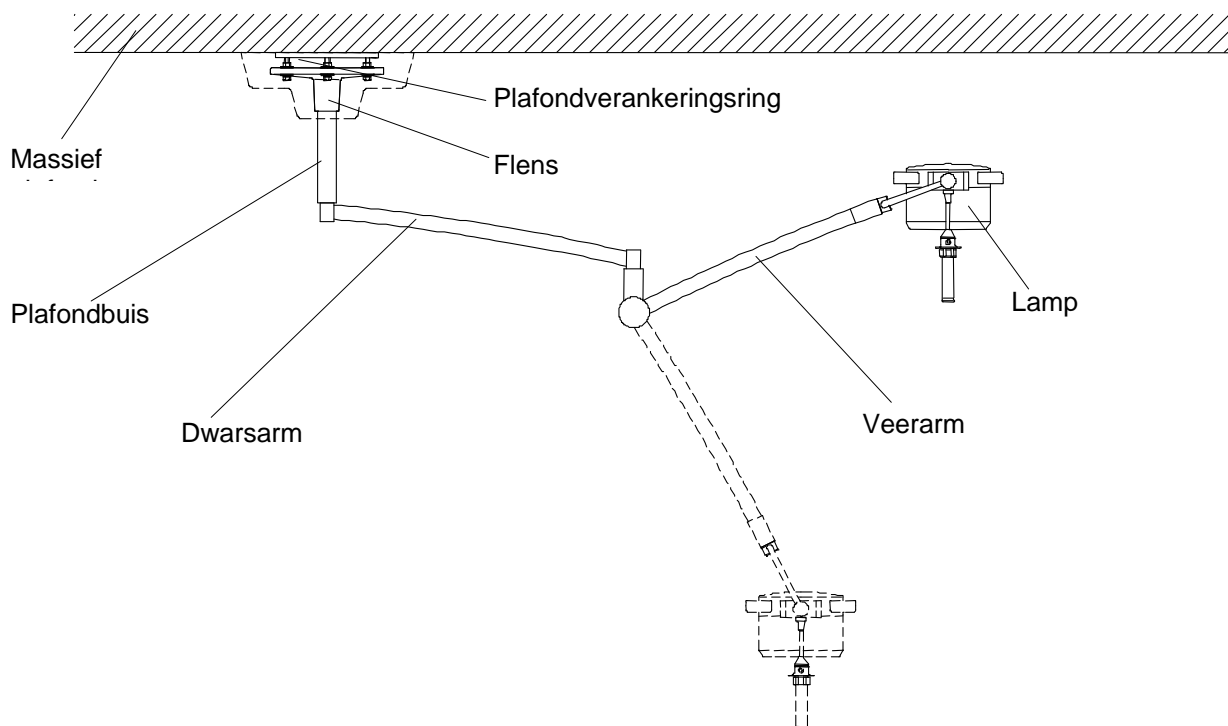 Plafondverankeringsring
Massief
Flens
Plafondbuis
Lamp
Dwarsarm
Veerarm